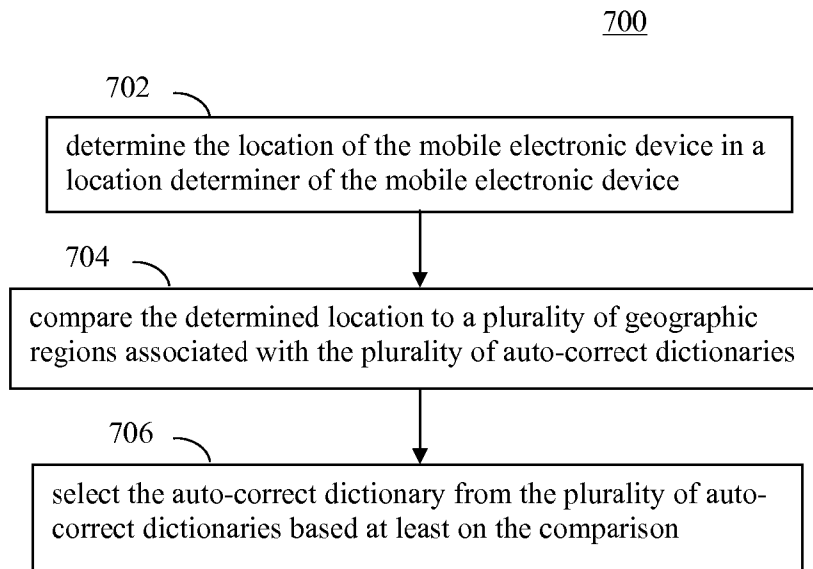 700
702
determine the location of the mobile electronic device in a
location determiner of the mobile electronic device
704
compare the determined location to a plurality of geographic
regions associated with the plurality of auto-correct dictionaries
706
select the auto-correct dictionary from the plurality of auto-
correct dictionaries based at least on the comparison